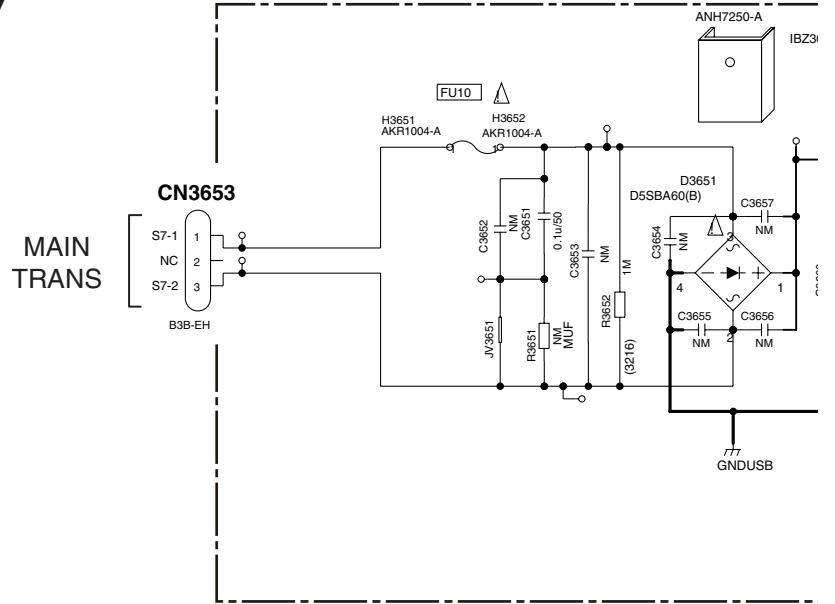 ANH7250-A
FU10
H3651
AKR1004-A
H3652
AKR1004-A
CN3653
MAIN
TRANS
S7-1
1
NC
2
S7-2
3
B3B-EH
C3652
NM
C3651
0.1u/50
C3653
NM
R3652
1M
(3216)
JV3651
R3651
NM
MUF
D3651
D5SBA60(B)
C3654
NM
C3657
NM
3
4
1
2
C3655
NM
C3656
NM
GNDUSB